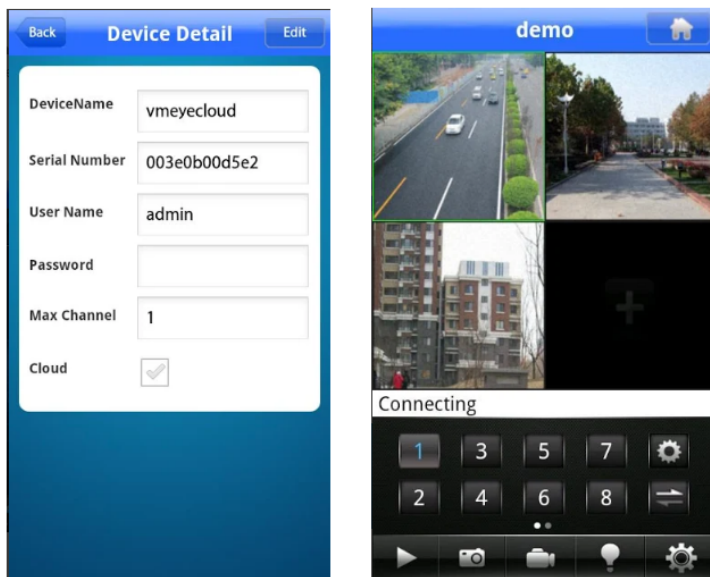 Back
Device Detail
Edit
DeviceName
vmeyecloud
Serial Number
003e0b00d5e2
User Name
admin
Password
Max Channel
1
Cloud
demo
Connecting
1 3 5 7
2 4 6 8